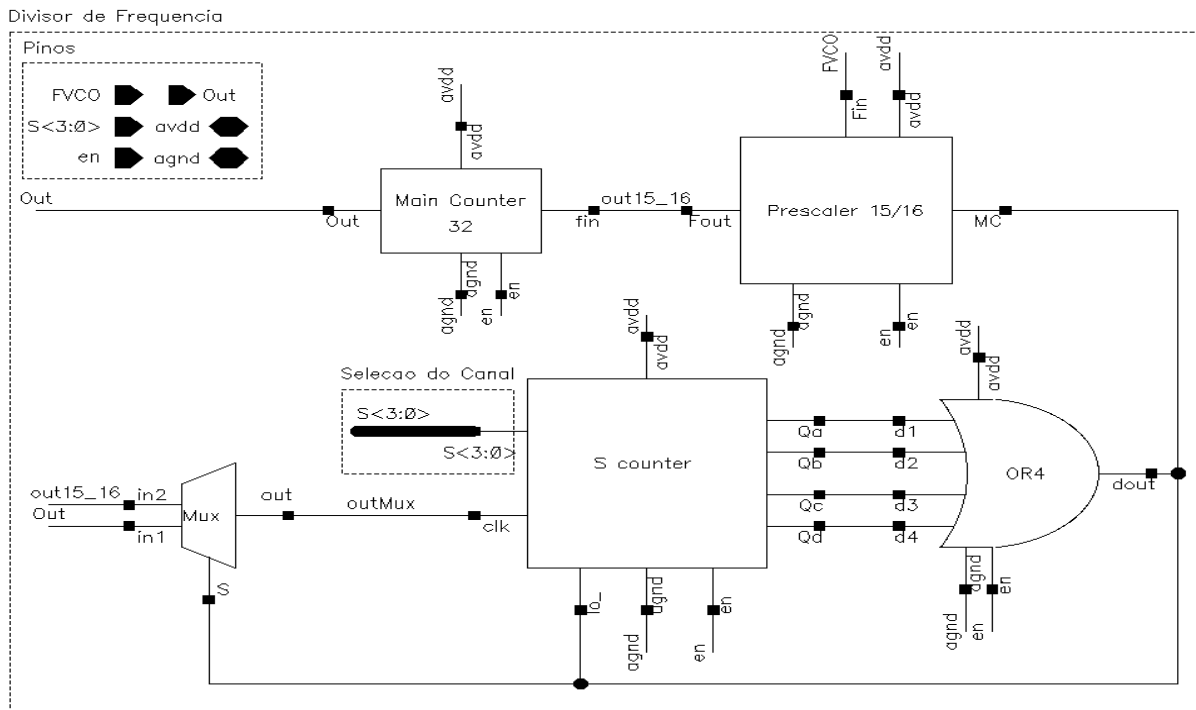 Divisor de Frequencia
Pinos
FVCO
Out
S<3:0>
avdd
en
agnd
FVCO
Fin
avdd
avdd
avdd
avdd
Out
Out
Main Counter
32
fin
out15_16
Fout
Prescaler 15/16
MC
agnd
agnd
en
en
agnd
agnd
en
en
avdd
avdd
avdd
avdd
Selecao do Canal
S<3:0>
S<3:0>
S counter
Qa
d1
Qb
d2
Qc
d3
Qd
d4
OR4
dout
out15_16
in2
Out
in1
Mux
out
outMux
clk
S
lo_
agnd
agnd
en
en
agnd
agnd
en
en